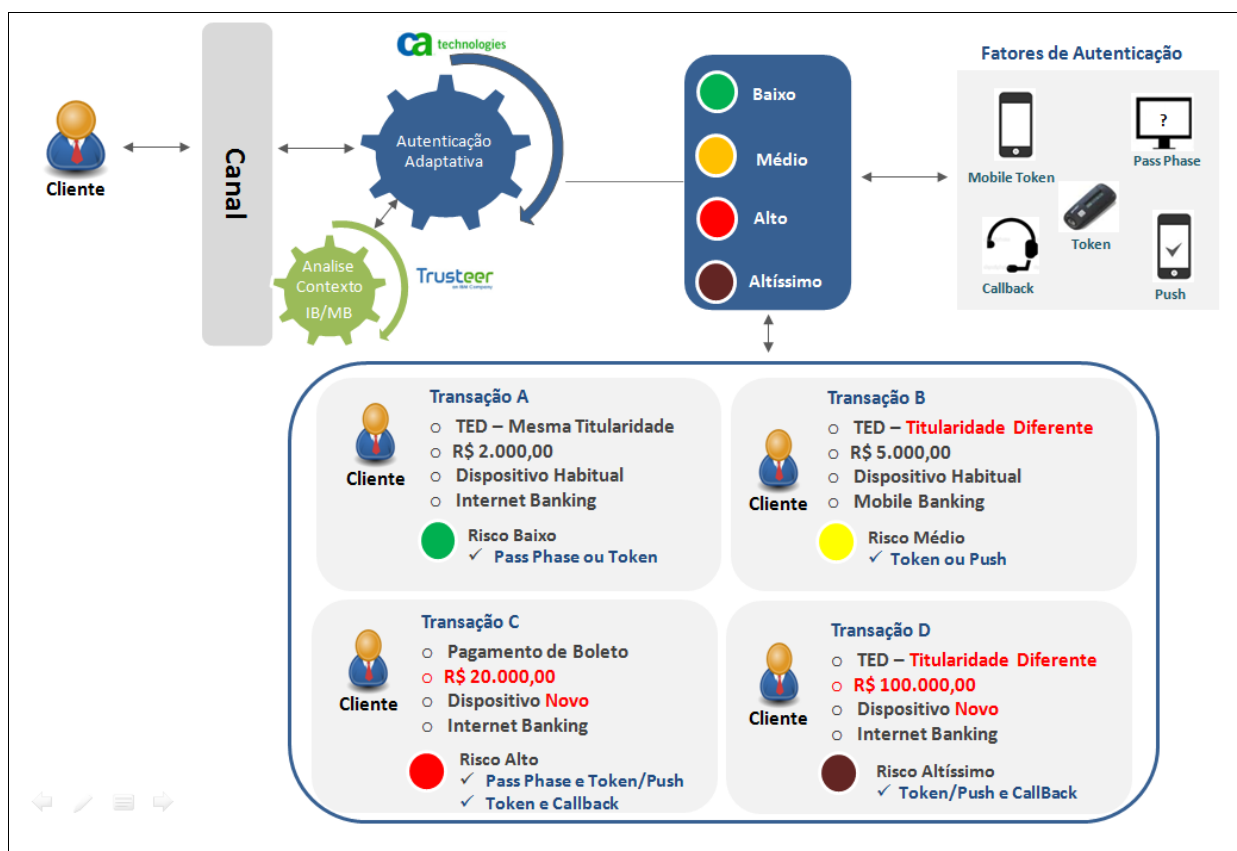 ca technologies
Fatores de Autenticação
Cliente
Canal
Autenticação
Adaptativa
Analise
Contexto
IB/MB
Trusteer
an IBM Company
Baixo
Médio
Alto
Altíssimo
Mobile Token
?
Pass Phase
Token
Callback
Push
Transação A
Cliente
TED – Mesma Titularidade
R$ 2.000,00
Dispositivo Habitual
Internet Banking
Risco Baixo
Pass Phase ou Token
Transação B
Cliente
TED – Titularidade Diferente
R$ 5.000,00
Dispositivo Habitual
Mobile Banking
Risco Médio
Token ou Push
Transação C
Cliente
Pagamento de Boleto
R$ 20.000,00
Dispositivo Novo
Internet Banking
Risco Alto
Pass Phase e Token/Push
Token e Callback
Transação D
Cliente
TED – Titularidade Diferente
R$ 100.000,00
Dispositivo Novo
Internet Banking
Risco Altíssimo
Token/Push e CallBack